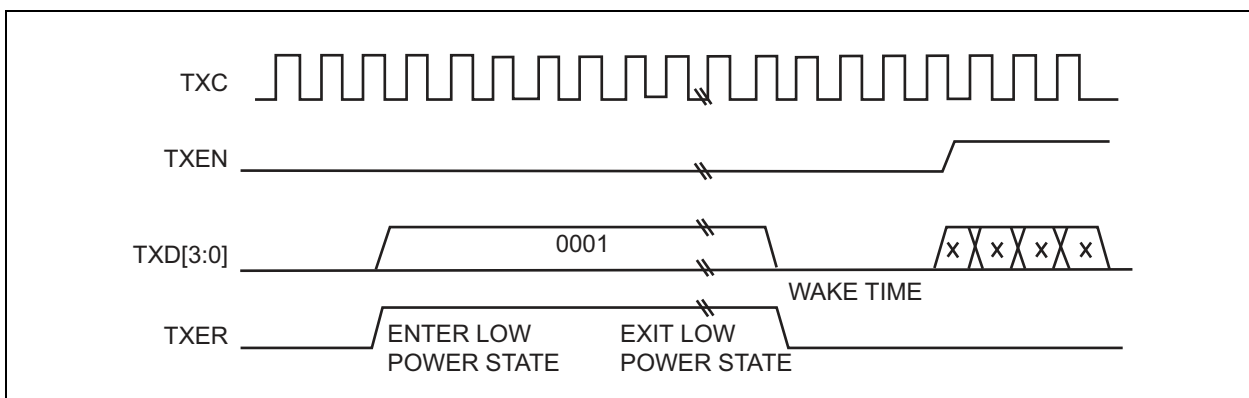 TXC
TXEN
TXD[3:0]
0001
x x x x
WAKE TIME
TXER
ENTER LOW
POWER STATE
EXIT LOW
POWER STATE